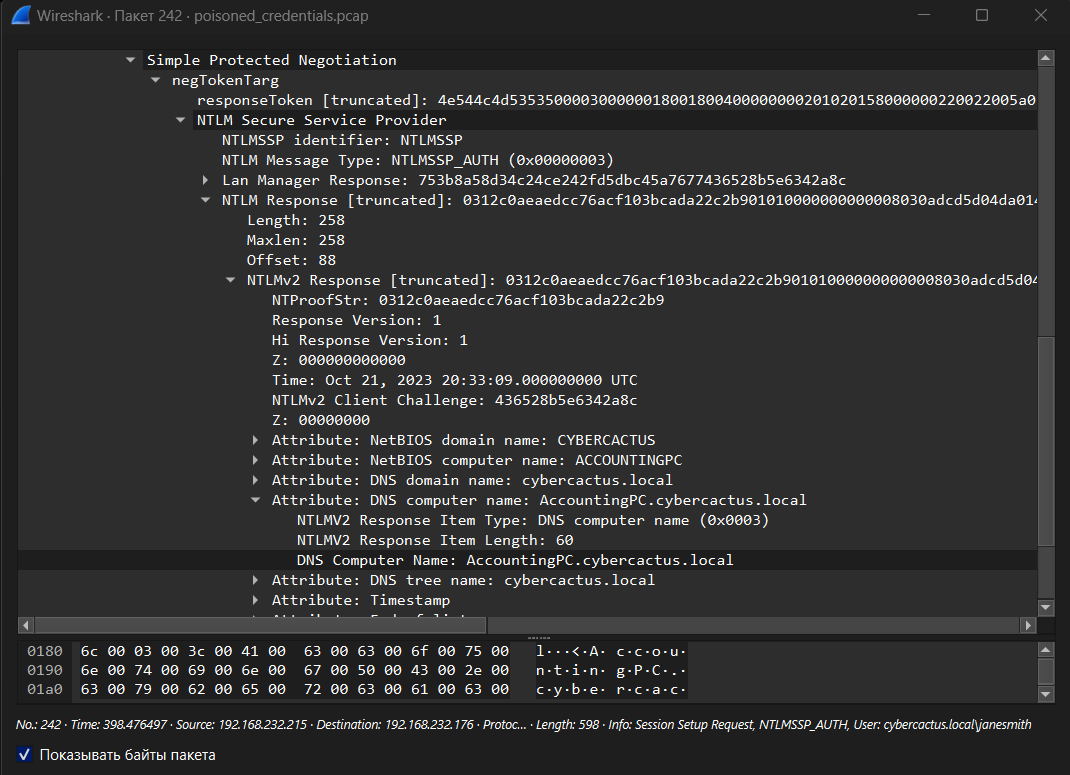 Wireshark · Пакет 242 · poisoned_credentials.pcap
Simple Protected Negotiation
negTokenTarg
responseToken [truncated]: 4e544c4d535350000300000018001800400000000201020158000000220022005a0
NTLM Secure Service Provider
NTLMSSP identifier: NTLMSSP
NTLM Message Type: NTLMSSP_AUTH (0x00000003)
Lan Manager Response: 753b8a58d34c24ce242fd5dbc45a7677436528b5e6342a8c
NTLM Response [truncated]: 0312c0aeaedcc76acf103bcada22c2b901010000000000008030adcd5d04da014
Length: 258
Maxlen: 258
Offset: 88
NTLMv2 Response [truncated]: 0312c0aeaedcc76acf103bcada22c2b901010000000000008030adcd5d04
NTProofStr: 0312c0aeaedcc76acf103bcada22c2b9
Response Version: 1
Hi Response Version: 1
Z: 000000000000
Time: Oct 21, 2023 20:33:09.000000000 UTC
NTLMv2 Client Challenge: 436528b5e6342a8c
Z: 00000000
Attribute: NetBIOS domain name: CYBERCACTUS
Attribute: NetBIOS computer name: ACCOUNTINGPC
Attribute: DNS domain name: cybercactus.local
Attribute: DNS computer name: AccountingPC.cybercactus.local
NTLMV2 Response Item Type: DNS computer name (0x0003)
NTLMV2 Response Item Length: 60
DNS Computer Name: AccountingPC.cybercactus.local
Attribute: DNS tree name: cybercactus.local
Attribute: Timestamp
0180 6c 00 03 00 3c 00 41 00 63 00 63 00 6f 00 75 00 l···<·A· c·c·o·u·
0190 6e 00 74 00 69 00 6e 00 67 00 50 00 43 00 2e 00 n·t·i·n· g·P·C·.·
01a0 63 00 79 00 62 00 65 00 72 00 63 00 61 00 63 00 c·y·b·e· r·c·a·c·
No.: 242 · Time: 398.476497 · Source: 192.168.232.215 · Destination: 192.168.232.176 · Protoc... · Length: 598 · Info: Session Setup Request, NTLMSSP_AUTH, User: cybercactus.local\janesmith
Показывать байты пакета